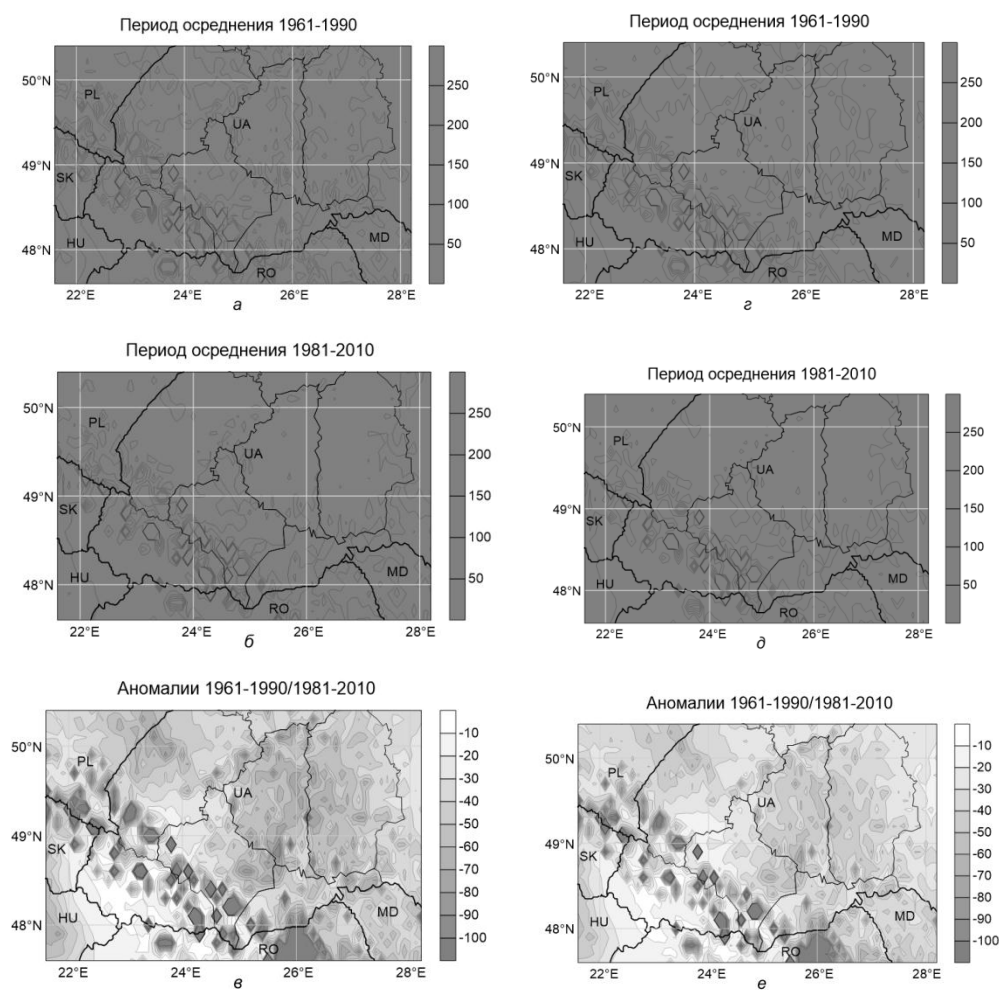 Период осреднения 1961-1990
50°N
49°N
48°N
22°E
24°E
26°E
28°E
PL
UA
SK
HU
RO
MD
250
200
150
100
50
а
Период осреднения 1961-1990
50°N
49°N
48°N
22°E
24°E
26°E
28°E
PL
UA
SK
HU
RO
MD
250
200
150
100
50
г
Период осреднения 1981-2010
50°N
49°N
48°N
22°E
24°E
26°E
28°E
PL
UA
SK
HU
RO
MD
250
200
150
100
50
б
Период осреднения 1981-2010
50°N
49°N
48°N
22°E
24°E
26°E
28°E
PL
UA
SK
HU
RO
MD
250
200
150
100
50
д
Аномалии 1961-1990/1981-2010
50°N
49°N
48°N
22°E
24°E
26°E
28°E
PL
UA
SK
HU
RO
MD
-10
-20
-30
-40
-50
-60
-70
-80
-90
-100
в
Аномалии 1961-1990/1981-2010
50°N
49°N
48°N
22°E
24°E
26°E
28°E
PL
UA
SK
HU
RO
MD
-10
-20
-30
-40
-50
-60
-70
-80
-90
-100
е